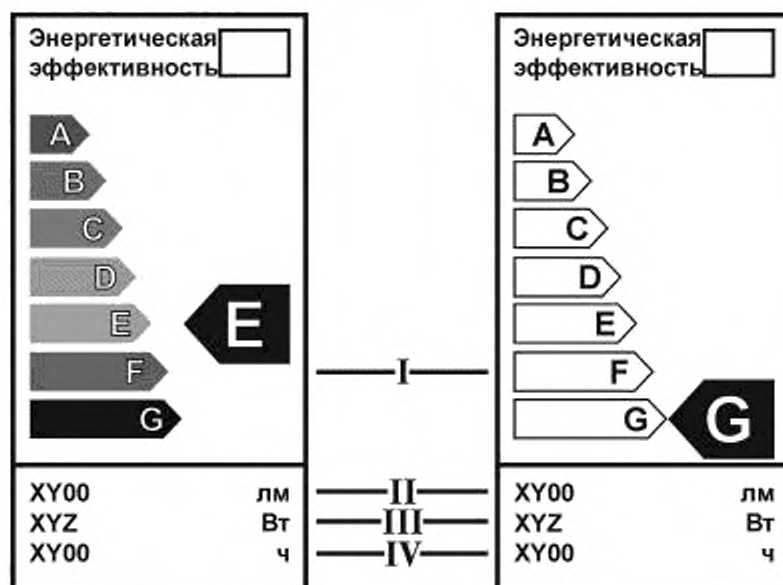 Энергетическая
эффективность
A
B
C
D
E
E
F
G
I
II
III
IV
XY00 лм
XYZ Вт
XY00 ч
Энергетическая
эффективность
A
B
C
D
E
F
G
G
XY00 лм
XYZ Вт
XY00 ч